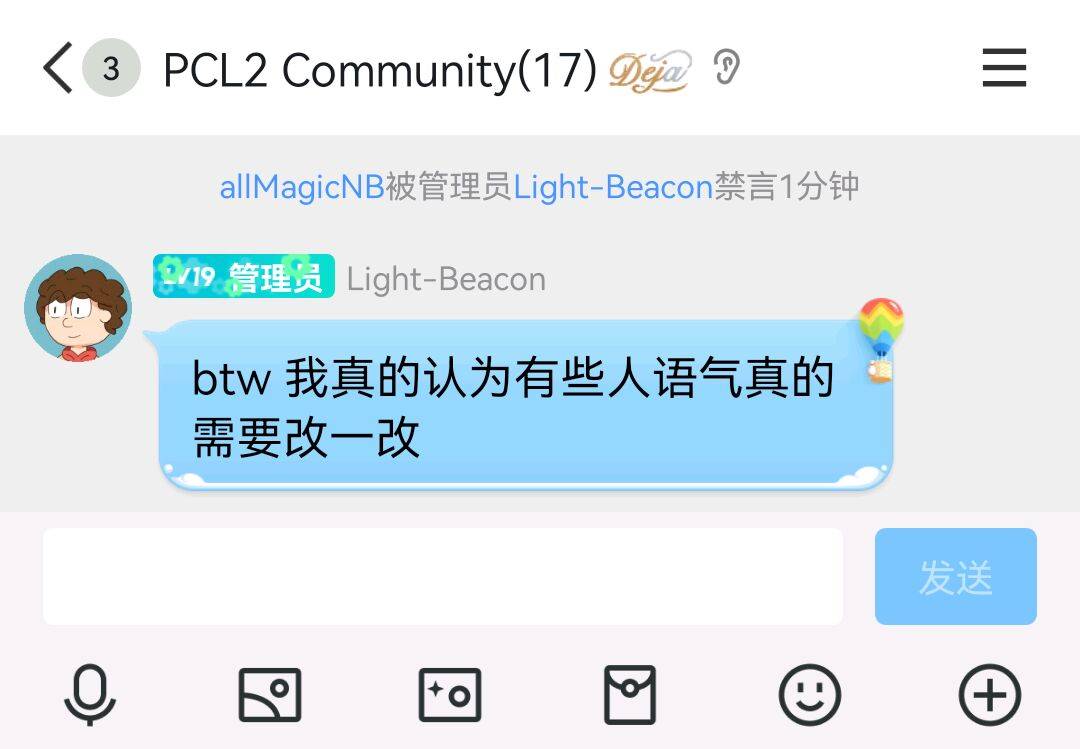 3 PCL2 Community(17) Deja
allMagicNB被管理员Light-Beacon禁言1分钟
LV19 管理员 Light-Beacon
btw 我真的认为有些人语气真的
需要改一改
发送